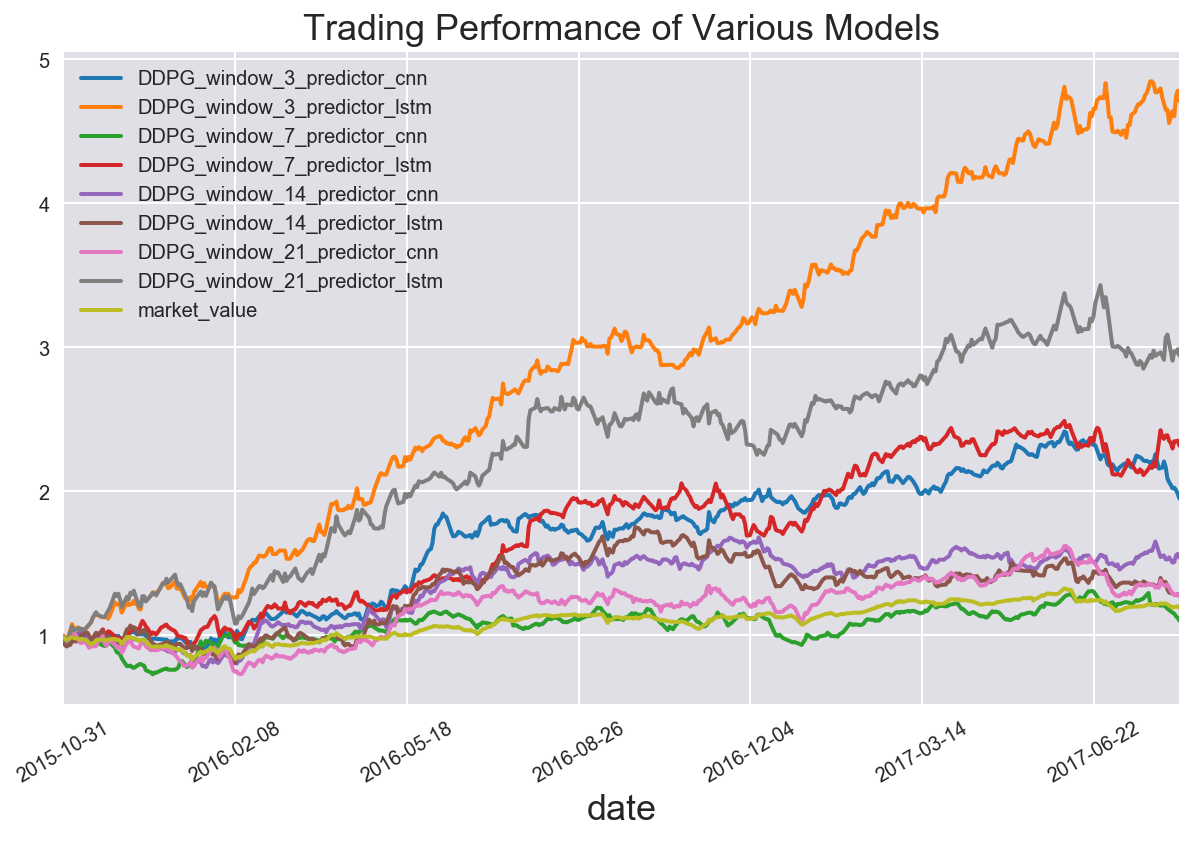 Trading Performance of Various Models
5
DDPG_window_3_predictor_cnn
DDPG_window_3_predictor_lstm
DDPG_window_7_predictor_cnn
DDPG_window_7_predictor_lstm
DDPG_window_14_predictor_cnn
4
DDPG_window_14_predictor_lstm
DDPG_window_21_predictor_cnn
DDPG_window_21_predictor_lstm
market_value
3
2
1
2015-10-31
2016-02-08
2016-05-18
2016-08-26
2016-12-04
2017-03-14
2017-06-22
date